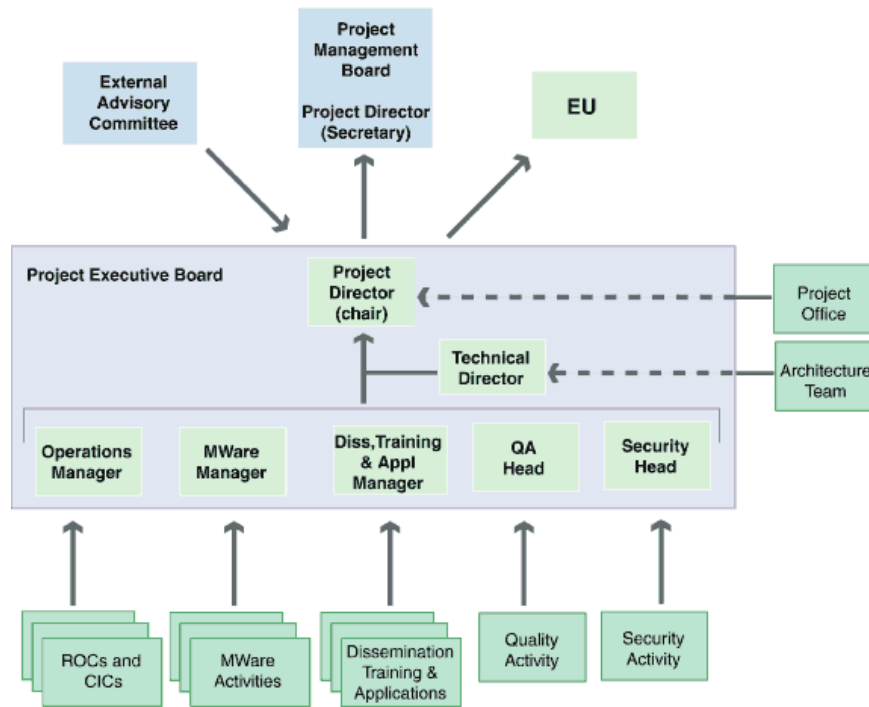 Project
Management
Board
Project Director
(Secretary)
External
Advisory
Committee
EU
Project Executive Board
Project
Director
(chair)
Project
Office
Technical
Director
Architecture
Team
Operations
Manager
MWare
Manager
Diss,Training
& Appl
Manager
QA
Head
Security
Head
ROCs and
CICs
MWare
Activities
Dissemination
Training &
Applications
Quality
Activity
Security
Activity